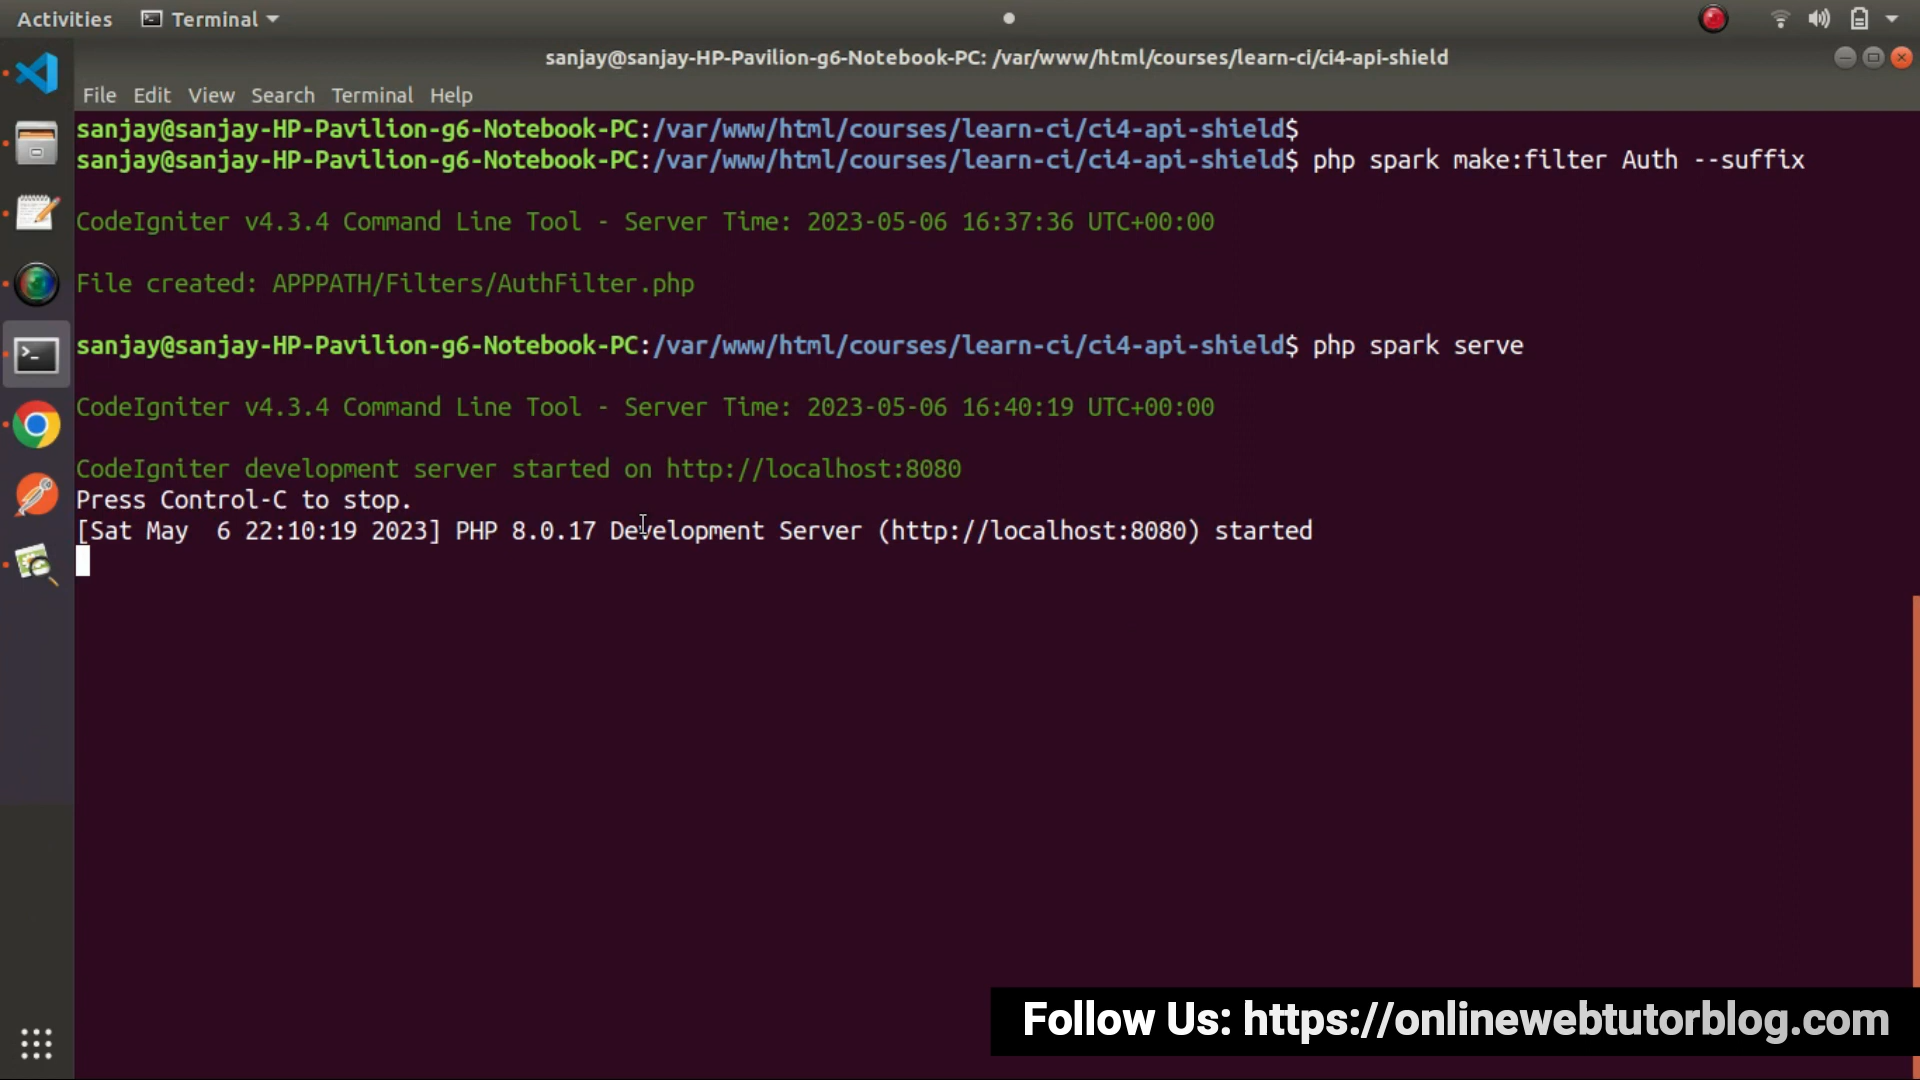 Activities Terminal
sanjay@sanjay-HP-Pavilion-g6-Notebook-PC: /var/www/html/courses/learn-ci/ci4-api-shield
File Edit View Search Terminal Help
sanjay@sanjay-HP-Pavilion-g6-Notebook-PC:/var/www/html/courses/learn-ci/ci4-api-shield$
sanjay@sanjay-HP-Pavilion-g6-Notebook-PC:/var/www/html/courses/learn-ci/ci4-api-shield$ php spark make:filter Auth --suffix
CodeIgniter v4.3.4 Command Line Tool - Server Time: 2023-05-06 16:37:36 UTC+00:00
File created: APPPATH/Filters/AuthFilter.php
sanjay@sanjay-HP-Pavilion-g6-Notebook-PC:/var/www/html/courses/learn-ci/ci4-api-shield$ php spark serve
CodeIgniter v4.3.4 Command Line Tool - Server Time: 2023-05-06 16:40:19 UTC+00:00
CodeIgniter development server started on http://localhost:8080
Press Control-C to stop.
[Sat May  6 22:10:19 2023] PHP 8.0.17 Development Server (http://localhost:8080) started
Follow Us: https://onlinewebtutorblog.com